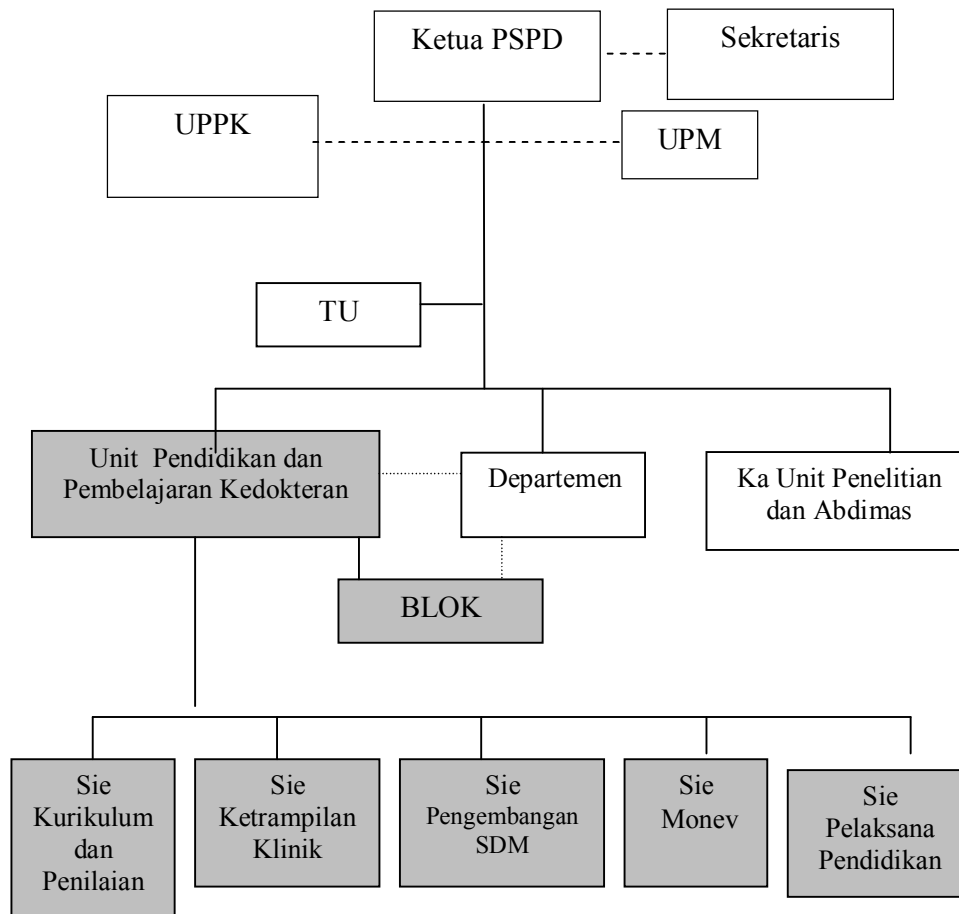 Ketua PSPD
Sekretaris
UPPK
UPM
TU
Unit Pendidikan dan
Pembelajaran Kedokteran
Departemen
Ka Unit Penelitian
dan Abdimas
BLOK
Sie
Kurikulum
dan
Penilaian
Sie
Ketrampilan
Klinik
Sie
Pengembangan
SDM
Sie
Monev
Sie
Pelaksana
Pendidikan